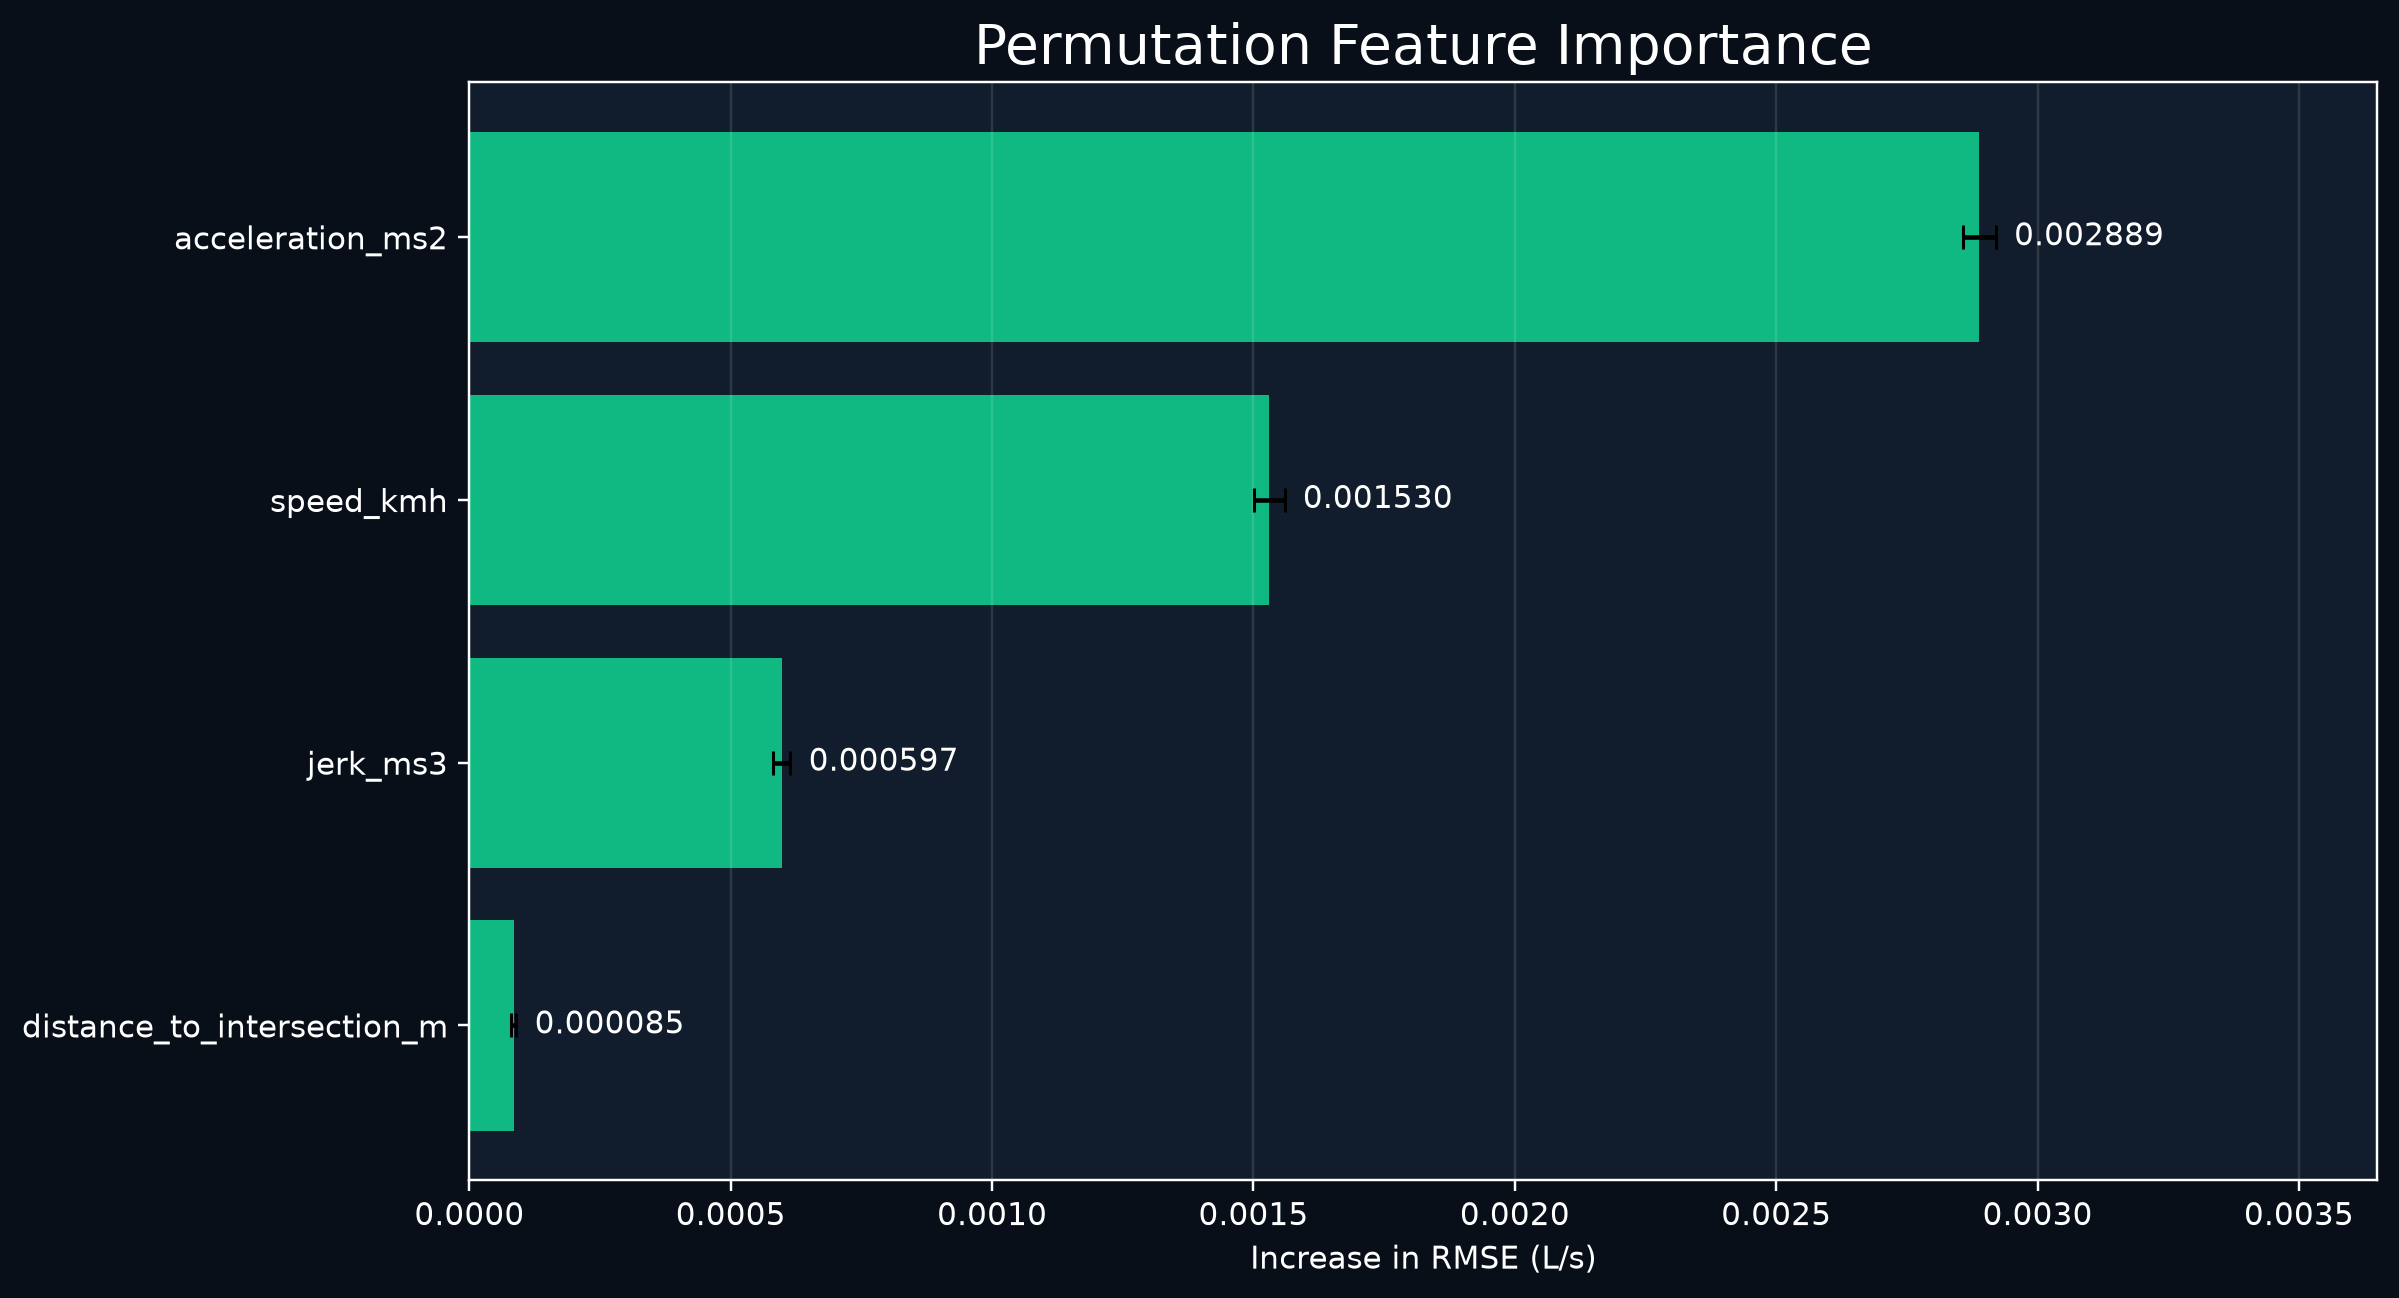 Permutation Feature Importance
acceleration_ms2
0.002889
speed_kmh
0.001530
jerk_ms3
0.000597
distance_to_intersection_m
0.000085
0.0000 0.0005 0.0010 0.0015 0.0020 0.0025 0.0030 0.0035
Increase in RMSE (L/s)